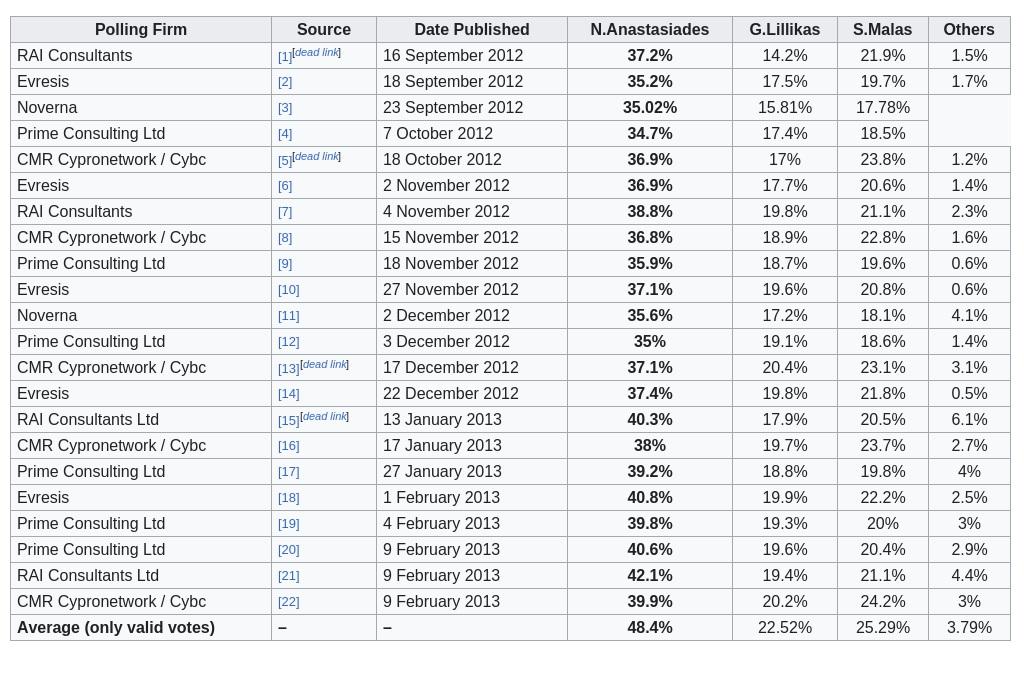 Polling Firm Source Date Published N.Anastasiades G.Lillikas S.Malas Others
RAI Consultants [1][dead link] 16 September 2012 37.2% 14.2% 21.9% 1.5%
Evresis [2] 18 September 2012 35.2% 17.5% 19.7% 1.7%
Noverna [3] 23 September 2012 35.02% 15.81% 17.78%
Prime Consulting Ltd [4] 7 October 2012 34.7% 17.4% 18.5%
CMR Cypronetwork / Cybc [5][dead link] 18 October 2012 36.9% 17% 23.8% 1.2%
Evresis [6] 2 November 2012 36.9% 17.7% 20.6% 1.4%
RAI Consultants [7] 4 November 2012 38.8% 19.8% 21.1% 2.3%
CMR Cypronetwork / Cybc [8] 15 November 2012 36.8% 18.9% 22.8% 1.6%
Prime Consulting Ltd [9] 18 November 2012 35.9% 18.7% 19.6% 0.6%
Evresis [10] 27 November 2012 37.1% 19.6% 20.8% 0.6%
Noverna [11] 2 December 2012 35.6% 17.2% 18.1% 4.1%
Prime Consulting Ltd [12] 3 December 2012 35% 19.1% 18.6% 1.4%
CMR Cypronetwork / Cybc [13][dead link] 17 December 2012 37.1% 20.4% 23.1% 3.1%
Evresis [14] 22 December 2012 37.4% 19.8% 21.8% 0.5%
RAI Consultants Ltd [15][dead link] 13 January 2013 40.3% 17.9% 20.5% 6.1%
CMR Cypronetwork / Cybc [16] 17 January 2013 38% 19.7% 23.7% 2.7%
Prime Consulting Ltd [17] 27 January 2013 39.2% 18.8% 19.8% 4%
Evresis [18] 1 February 2013 40.8% 19.9% 22.2% 2.5%
Prime Consulting Ltd [19] 4 February 2013 39.8% 19.3% 20% 3%
Prime Consulting Ltd [20] 9 February 2013 40.6% 19.6% 20.4% 2.9%
RAI Consultants Ltd [21] 9 February 2013 42.1% 19.4% 21.1% 4.4%
CMR Cypronetwork / Cybc [22] 9 February 2013 39.9% 20.2% 24.2% 3%
Average (only valid votes) – – 48.4% 22.52% 25.29% 3.79%